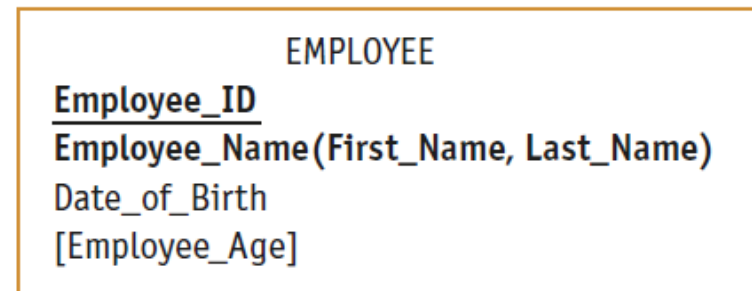 EMPLOYEE
Employee_ID
Employee_Name(First_Name, Last_Name)
Date_of_Birth
[Employee_Age]